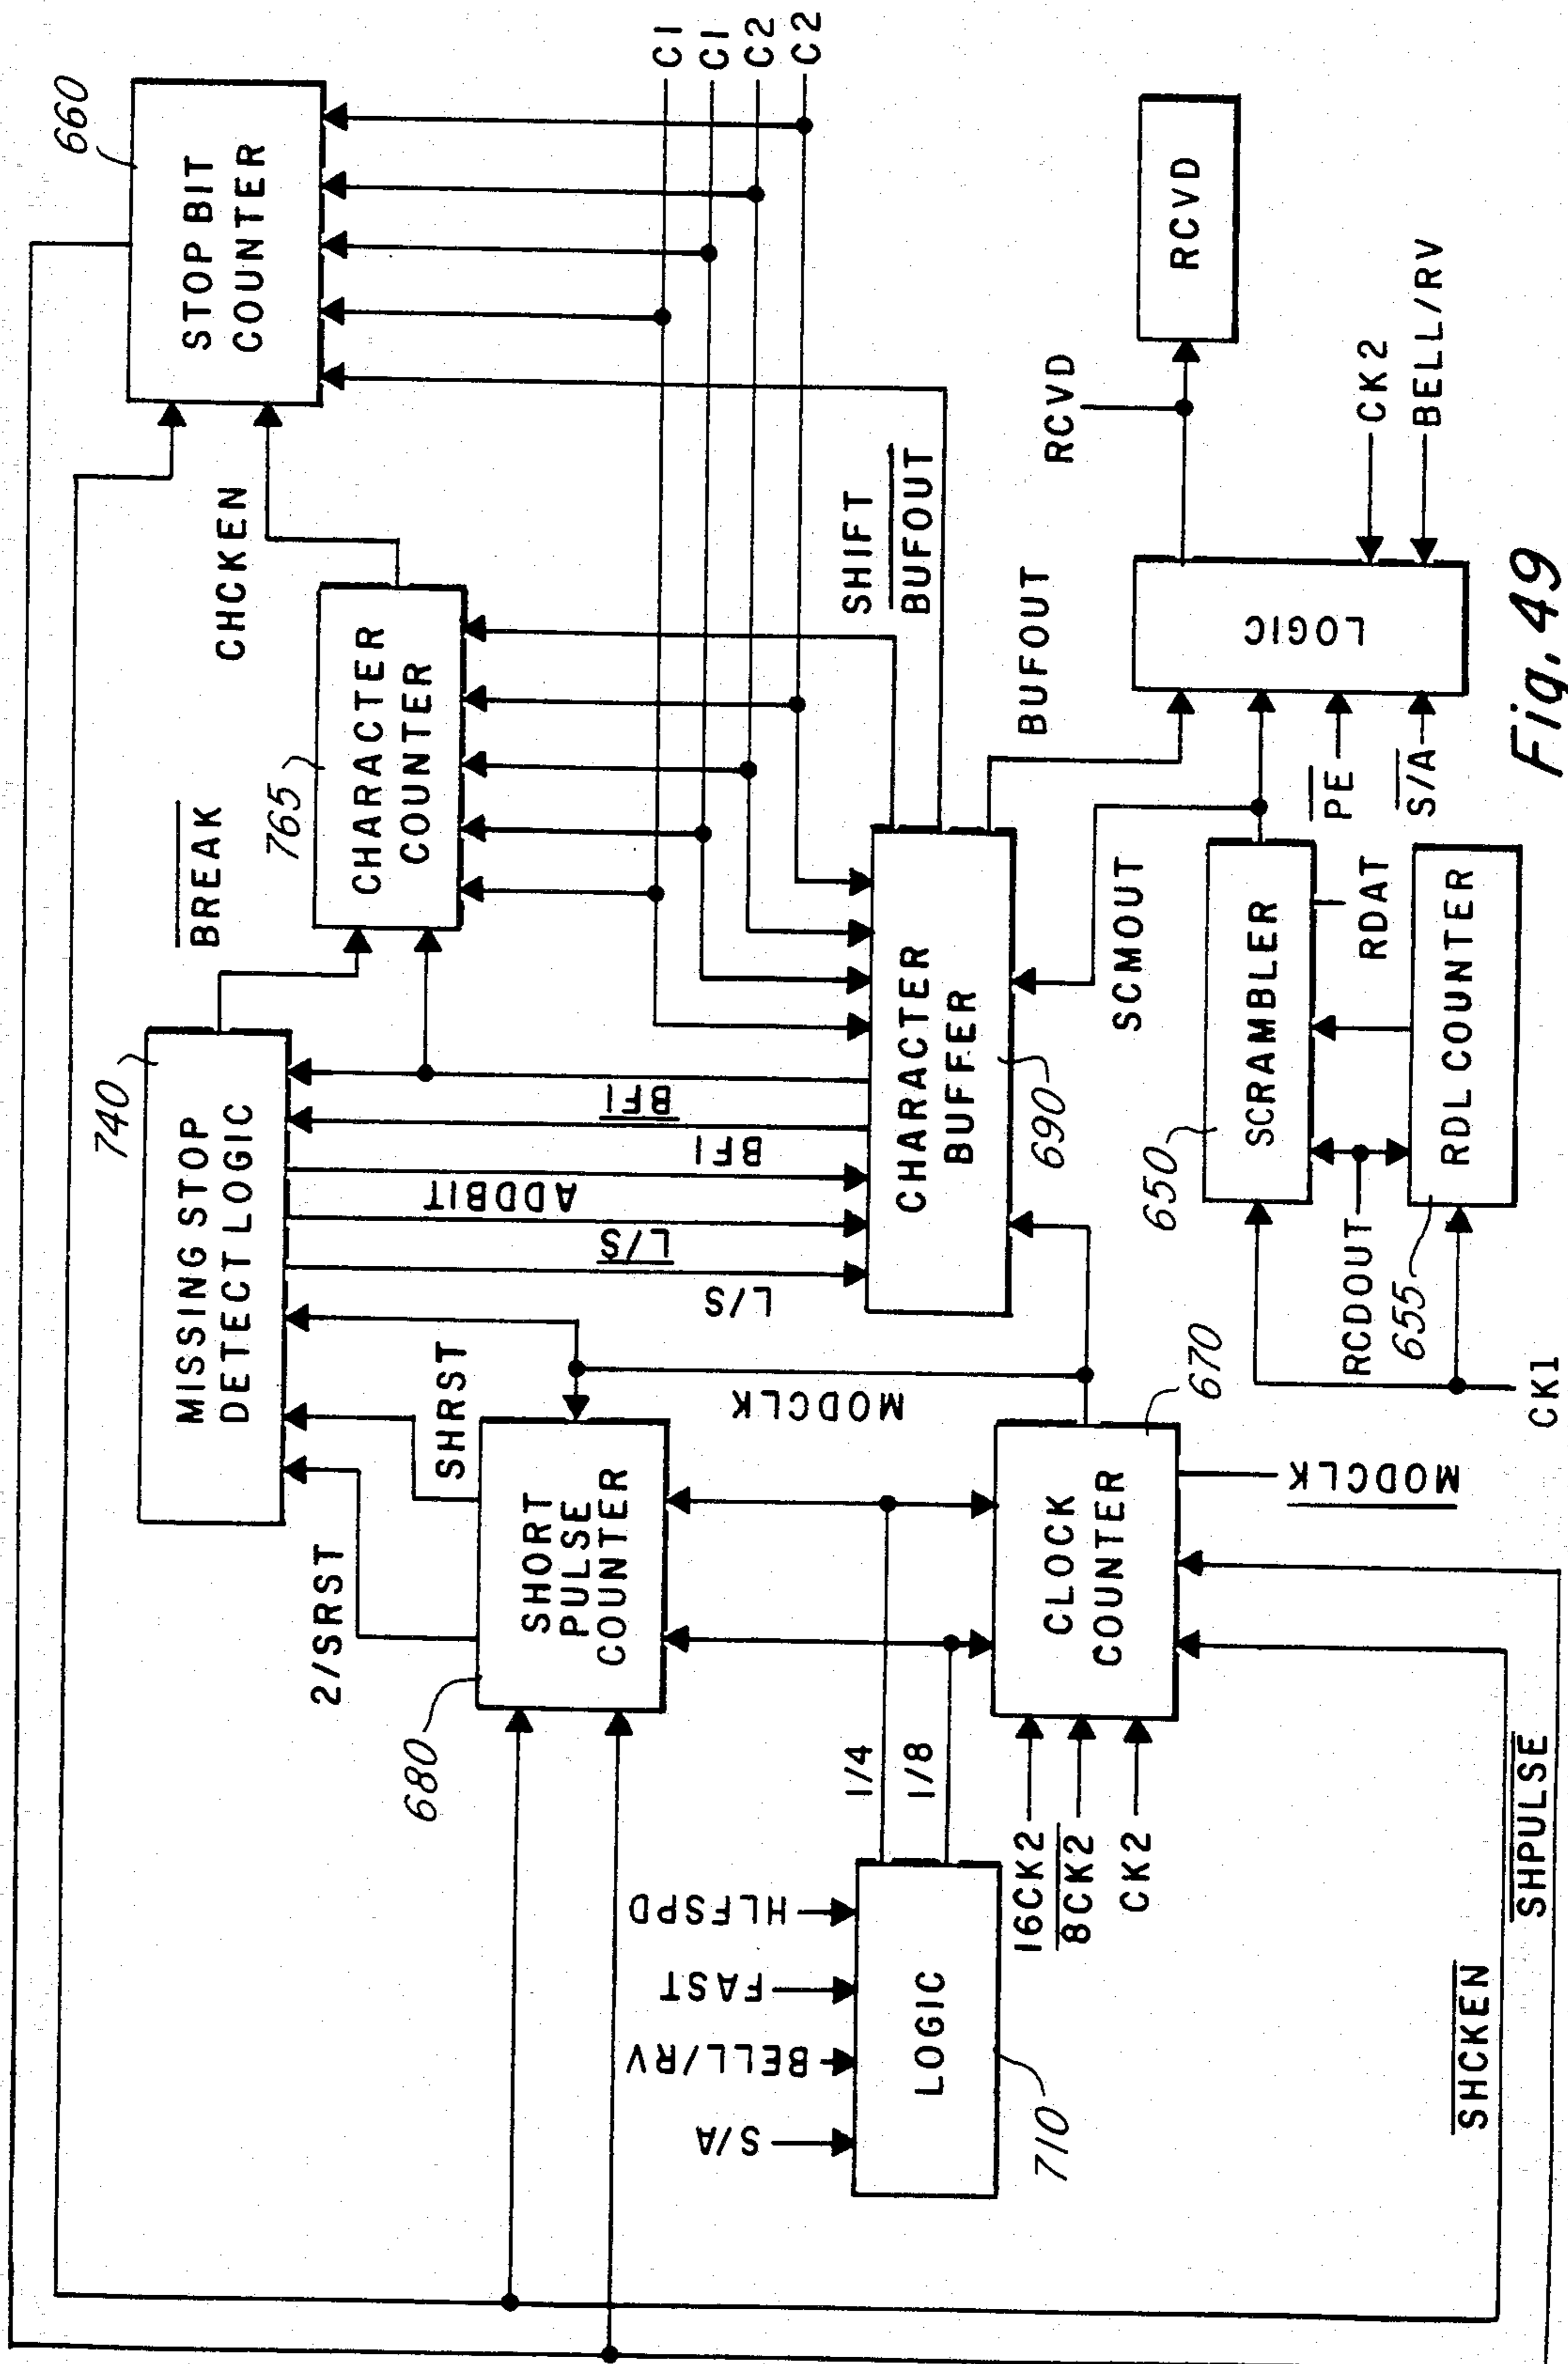 660
STOP BIT
COUNTER
C1
C1
C2
C2
CHCKEN
765
CHARACTER
COUNTER
BREAK
740
MISSING STOP
DETECT LOGIC
SHRST
2/SRST
680
SHORT
PULSE
COUNTER
BF1
BF1
ADDBIT
L/S
L/S
MODCLK
SHIFT
BUFOUT
BUFOUT
CHARACTER
BUFFER
690
SCMOUT
RCVD
RCVD
LOGIC
CK2
BELL/RV
PE
S/A
650
SCRAMBLER
RDAT
RCDOUT
655
RDL COUNTER
CK1
670
CLOCK
COUNTER
MODCLK
1/4
1/8
16CK2
8CK2
CK2
HLFSPD
FAST
BELL/RV
S/A
LOGIC
710
SHCKEN
SHPULSE
Fig. 49